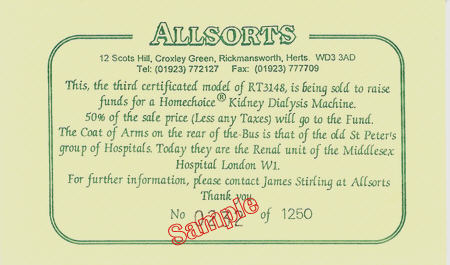 ALLSORTS
12 Scots Hill, Croxley Green, Rickmansworth, Herts. WD3 3AD
Tel: (01923) 772127 Fax: (01923) 777709
This, the third certificated model of RT3148, is being sold to raise
funds for a Homechoice® Kidney Dialysis Machine.
50% of the sale price (Less any Taxes) will go to the Fund.
The Coat of Arms on the rear of the Bus is that of the old St Peter's
group of Hospitals. Today they are the Renal unit of the Middlesex
Hospital London W1.
For further information, please contact James Stirling at Allsorts
Thank you
No of 1250
Sample